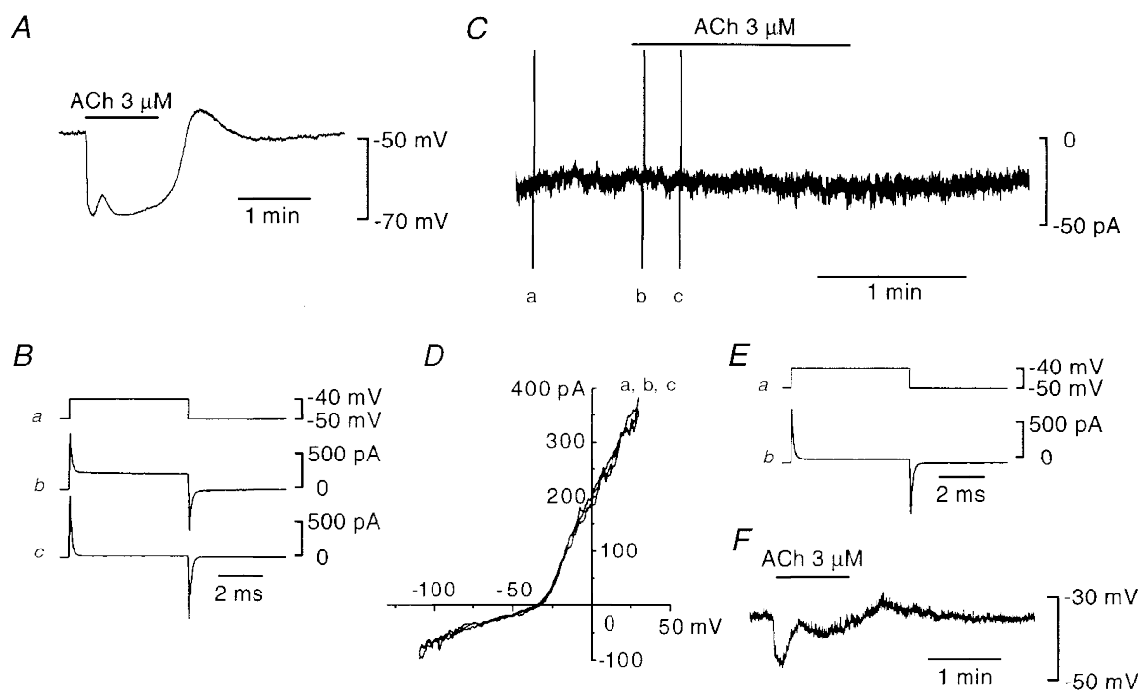 A
ACh 3 µM
-50 mV
-70 mV
1 min
C
ACh 3 µM
0
-50 pA
1 min
a
b
c
B
a
-40 mV
-50 mV
b
500 pA
0
c
500 pA
0
2 ms
D
400 pA
a, b, c
300
200
100
-100
-50
0
50 mV
-100
E
a
-40 mV
-50 mV
b
500 pA
0
2 ms
F
ACh 3 µM
-30 mV
-50 mV
1 min